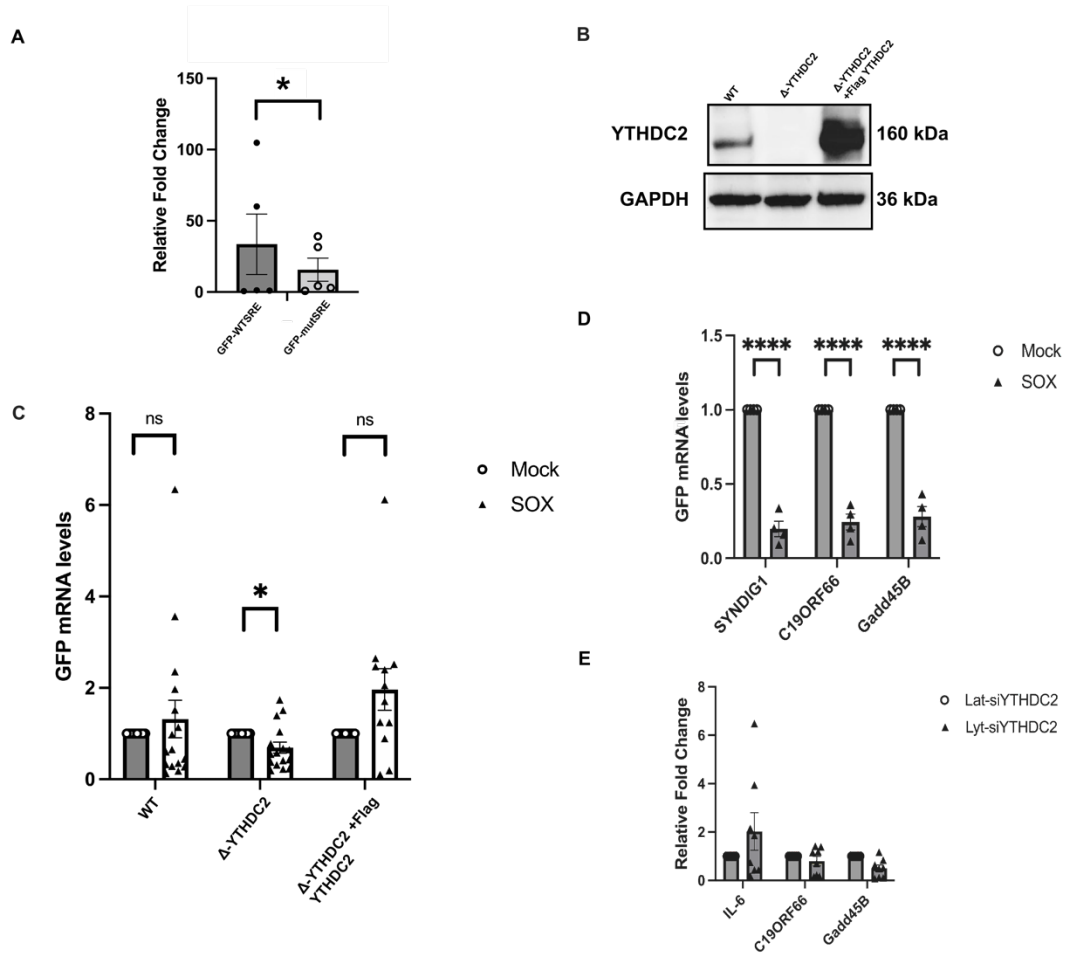 A
150
100
50
0
Relative Fold Change
*
GFP-WTSRE
GFP-mutSRE
B
WT
Δ-YTHDC2
Δ-YTHDC2
+Flag YTHDC2
YTHDC2
160 kDa
GAPDH
36 kDa
C
8
6
4
2
0
GFP mRNA levels
ns
*
ns
Mock
SOX
WT
Δ-YTHDC2
Δ-YTHDC2 +Flag
YTHDC2
D
1.5
1.0
0.5
0.0
GFP mRNA levels
**** **** ****
Mock
SOX
SYNDIG1
C19ORF66
Gadd45B
E
8
6
4
2
0
Relative Fold Change
Lat-siYTHDC2
Lyt-siYTHDC2
IL-6
C19ORF66
Gadd45B